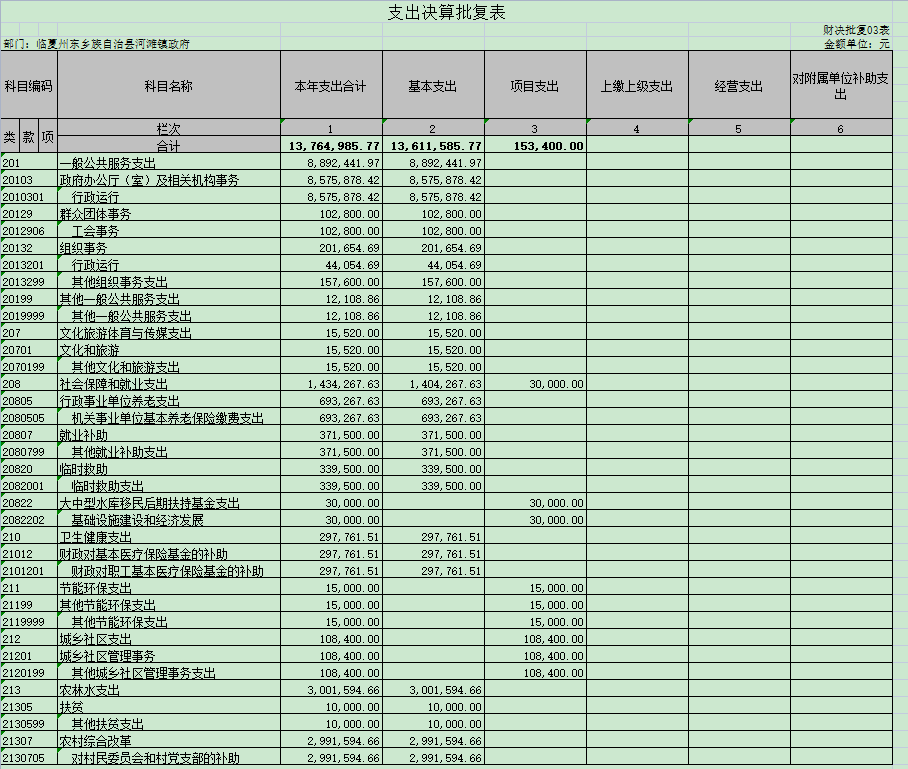 支出决算批复表
财决批复03表
部门：临夏州东乡族自治县河滩镇政府 金额单位：元
科目编码 科目名称 本年支出合计 基本支出 项目支出 上缴上级支出 经营支出 对附属单位补助支出
类 款 项 栏次 1 2 3 4 5 6
合计 13,764,985.77 13,611,585.77 153,400.00
201 一般公共服务支出 8,892,441.97 8,892,441.97
20103 政府办公厅（室）及相关机构事务 8,575,878.42 8,575,878.42
2010301 行政运行 8,575,878.42 8,575,878.42
20129 群众团体事务 102,800.00 102,800.00
2012906 工会事务 102,800.00 102,800.00
20132 组织事务 201,654.69 201,654.69
2013201 行政运行 44,054.69 44,054.69
2013299 其他组织事务支出 157,600.00 157,600.00
20199 其他一般公共服务支出 12,108.86 12,108.86
2019999 其他一般公共服务支出 12,108.86 12,108.86
207 文化旅游体育与传媒支出 15,520.00 15,520.00
20701 文化和旅游 15,520.00 15,520.00
2070199 其他文化和旅游支出 15,520.00 15,520.00
208 社会保障和就业支出 1,434,267.63 1,404,267.63 30,000.00
20805 行政事业单位养老支出 693,267.63 693,267.63
2080505 机关事业单位基本养老保险缴费支出 693,267.63 693,267.63
20807 就业补助 371,500.00 371,500.00
2080799 其他就业补助支出 371,500.00 371,500.00
20820 临时救助 339,500.00 339,500.00
2082001 临时救助支出 339,500.00 339,500.00
20822 大中型水库移民后期扶持基金支出 30,000.00 30,000.00
2082202 基础设施建设和经济发展 30,000.00 30,000.00
210 卫生健康支出 297,761.51 297,761.51
21012 财政对基本医疗保险基金的补助 297,761.51 297,761.51
2101201 财政对职工基本医疗保险基金的补助 297,761.51 297,761.51
211 节能环保支出 15,000.00 15,000.00
21199 其他节能环保支出 15,000.00 15,000.00
2119999 其他节能环保支出 15,000.00 15,000.00
212 城乡社区支出 108,400.00 108,400.00
21201 城乡社区管理事务 108,400.00 108,400.00
2120199 其他城乡社区管理事务支出 108,400.00 108,400.00
213 农林水支出 3,001,594.66 3,001,594.66
21305 扶贫 10,000.00 10,000.00
2130599 其他扶贫支出 10,000.00 10,000.00
21307 农村综合改革 2,991,594.66 2,991,594.66
2130705 对村民委员会和村党支部的补助 2,991,594.66 2,991,594.66